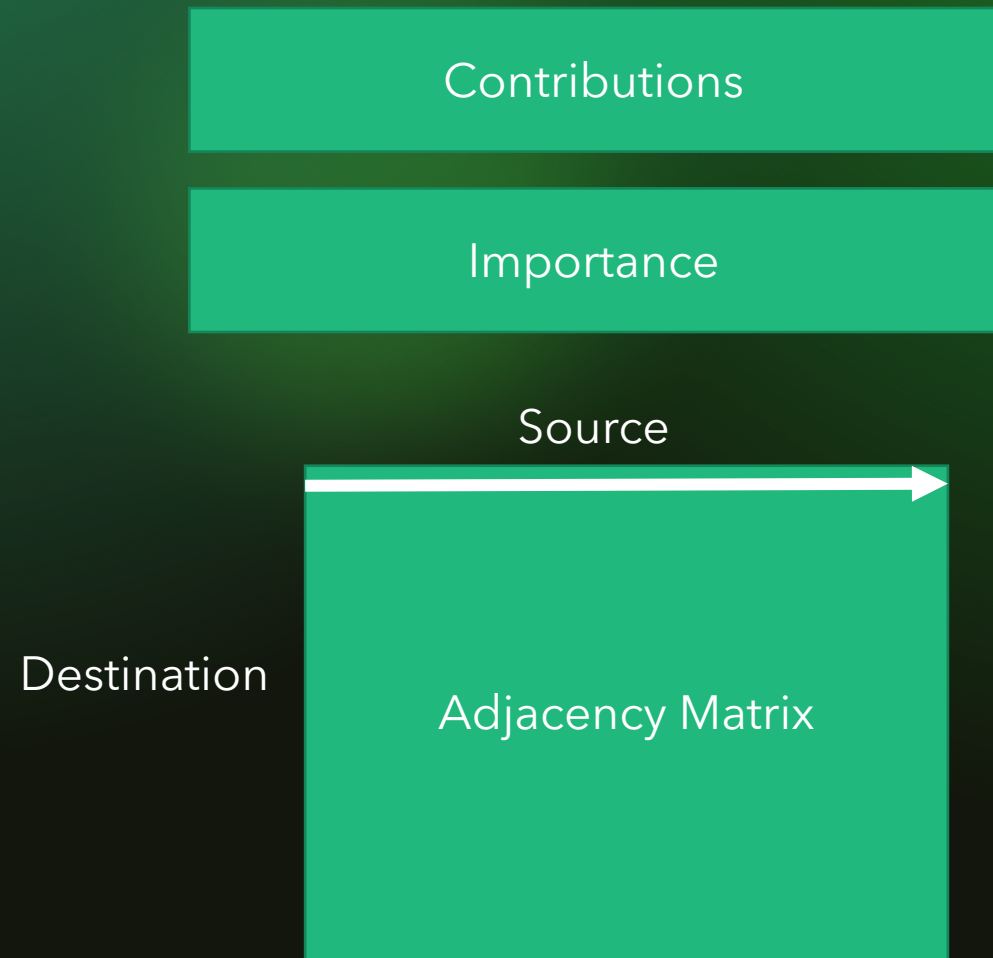 Contributions
Importance
Source
Destination
Adjacency Matrix